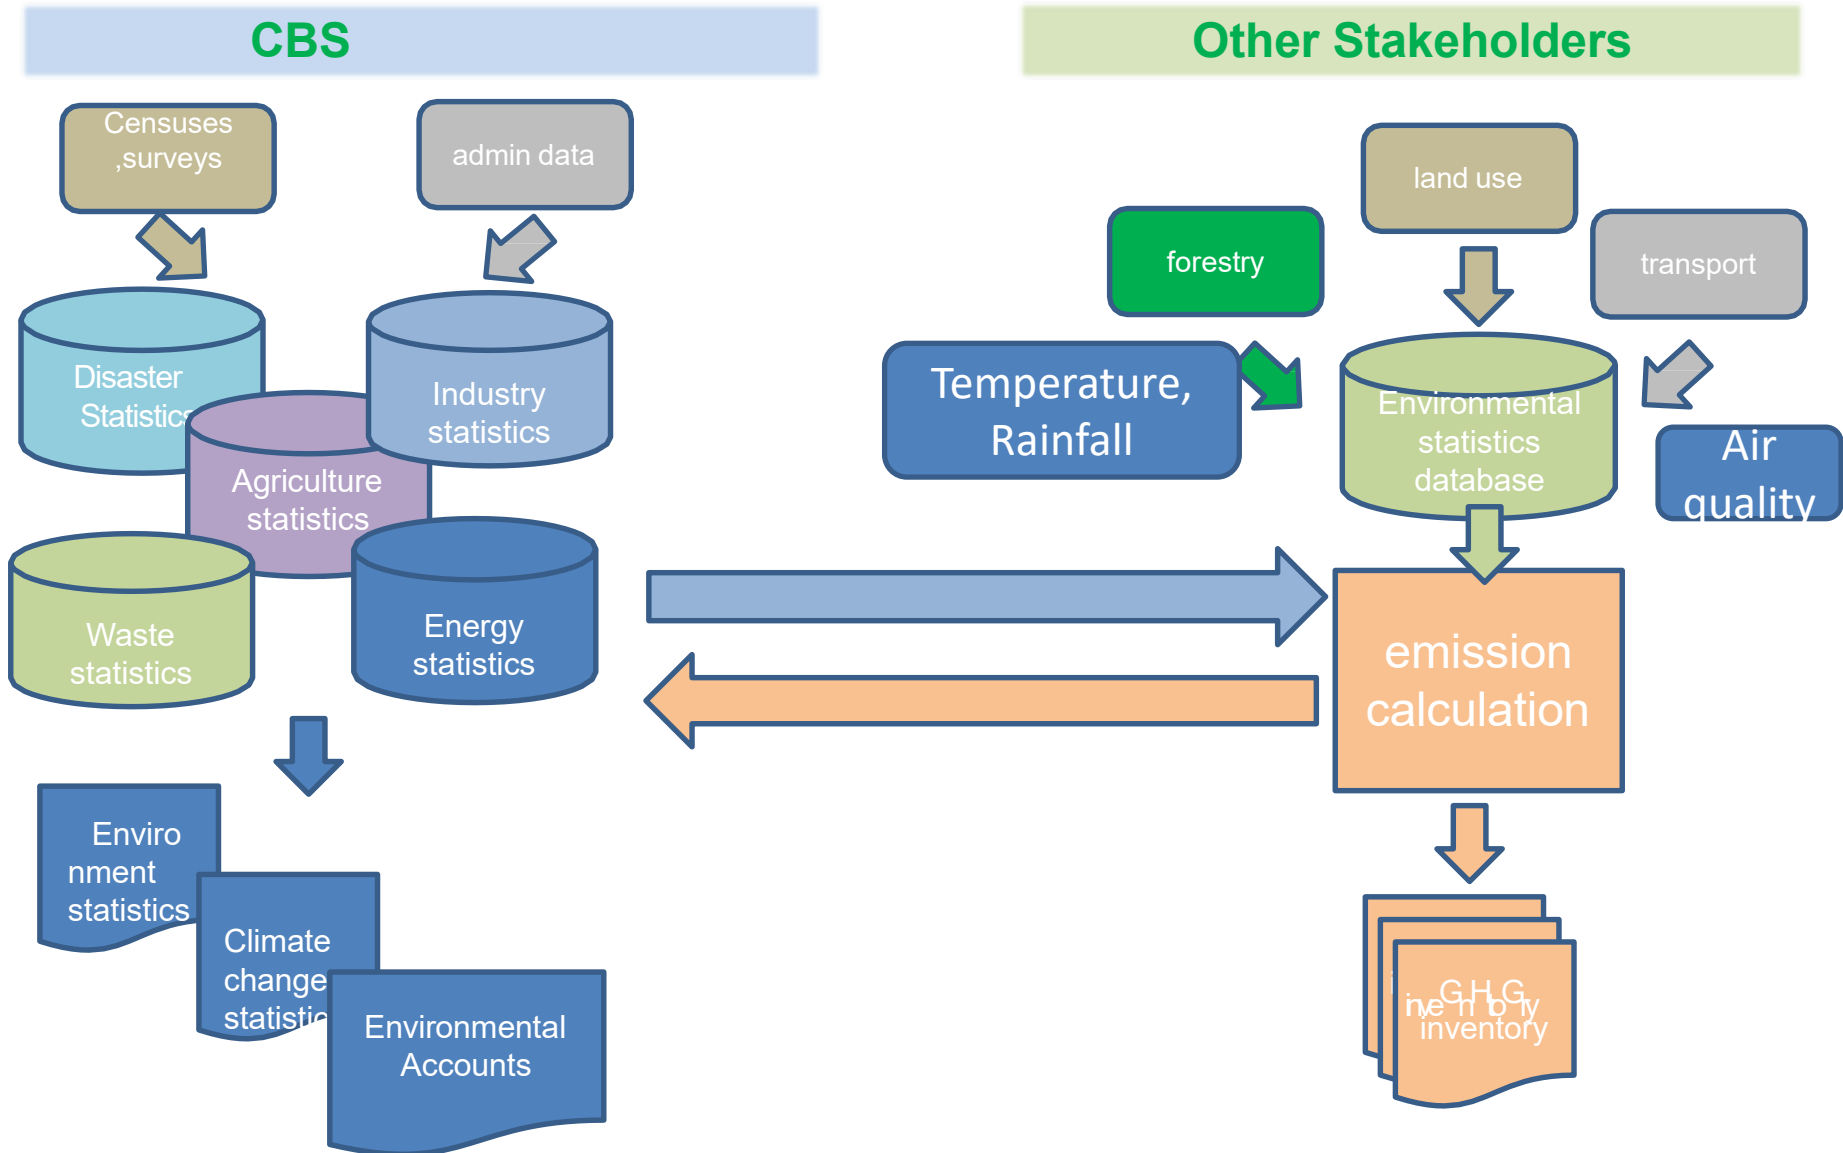 CBS
Other Stakeholders
Censuses
,surveys
admin data
land use
forestry
transport
Temperature,
Rainfall
Environmental
statistics
database
Air
quality
Disaster
Statistics
Industry
statistics
Agriculture
statistics
Waste
statistics
Energy
statistics
emission
calculation
Enviro
nment
statistics
Climate
change
statistic
Environmental
Accounts
GHG
inventory